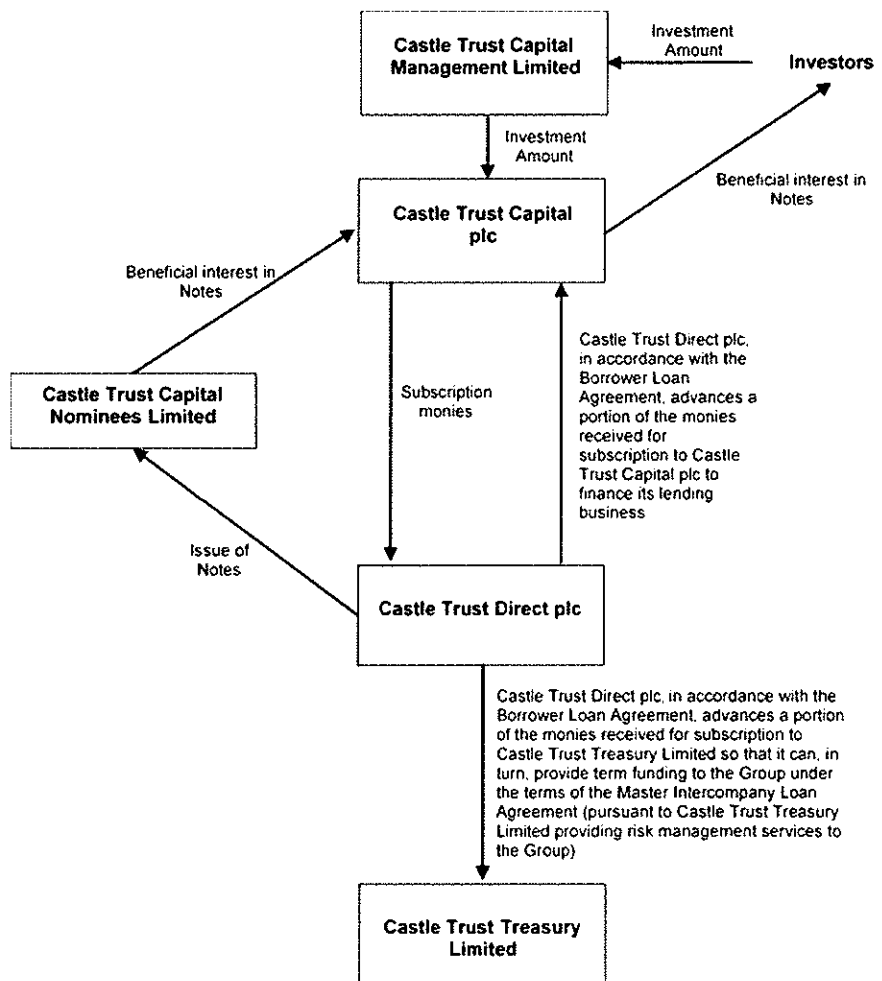 Castle Trust Capital
Management Limited
Investment
Amount
Investors
Investment
Amount
Beneficial interest in
Notes
Castle Trust Capital
plc
Beneficial interest in
Notes
Castle Trust Capital
Nominees Limited
Subscription
monies
Castle Trust Direct plc,
in accordance with the
Borrower Loan
Agreement, advances a
portion of the monies
received for
subscription to Castle
Trust Capital plc to
finance its lending
business
Issue of
Notes
Castle Trust Direct plc
Castle Trust Direct plc, in accordance with the
Borrower Loan Agreement, advances a portion
of the monies received for subscription to
Castle Trust Treasury Limited so that it can, in
turn, provide term funding to the Group under
the terms of the Master Intercompany Loan
Agreement (pursuant to Castle Trust Treasury
Limited providing risk management services to
the Group)
Castle Trust Treasury
Limited